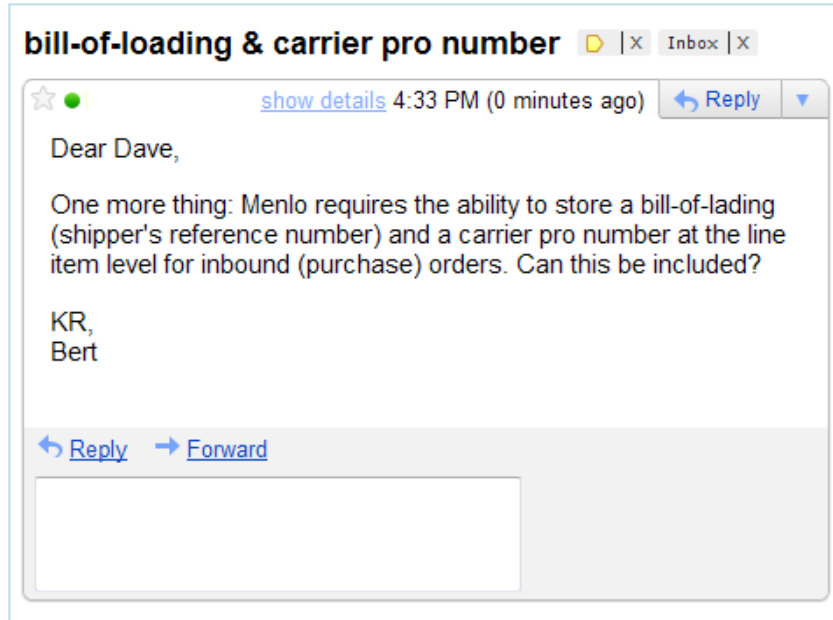 bill-of-loading & carrier pro number |X Inbox |X
show details 4:33 PM (0 minutes ago) Reply
Dear Dave,
One more thing: Menlo requires the ability to store a bill-of-lading
(shipper's reference number) and a carrier pro number at the line
item level for inbound (purchase) orders. Can this be included?
KR,
Bert
Reply Forward